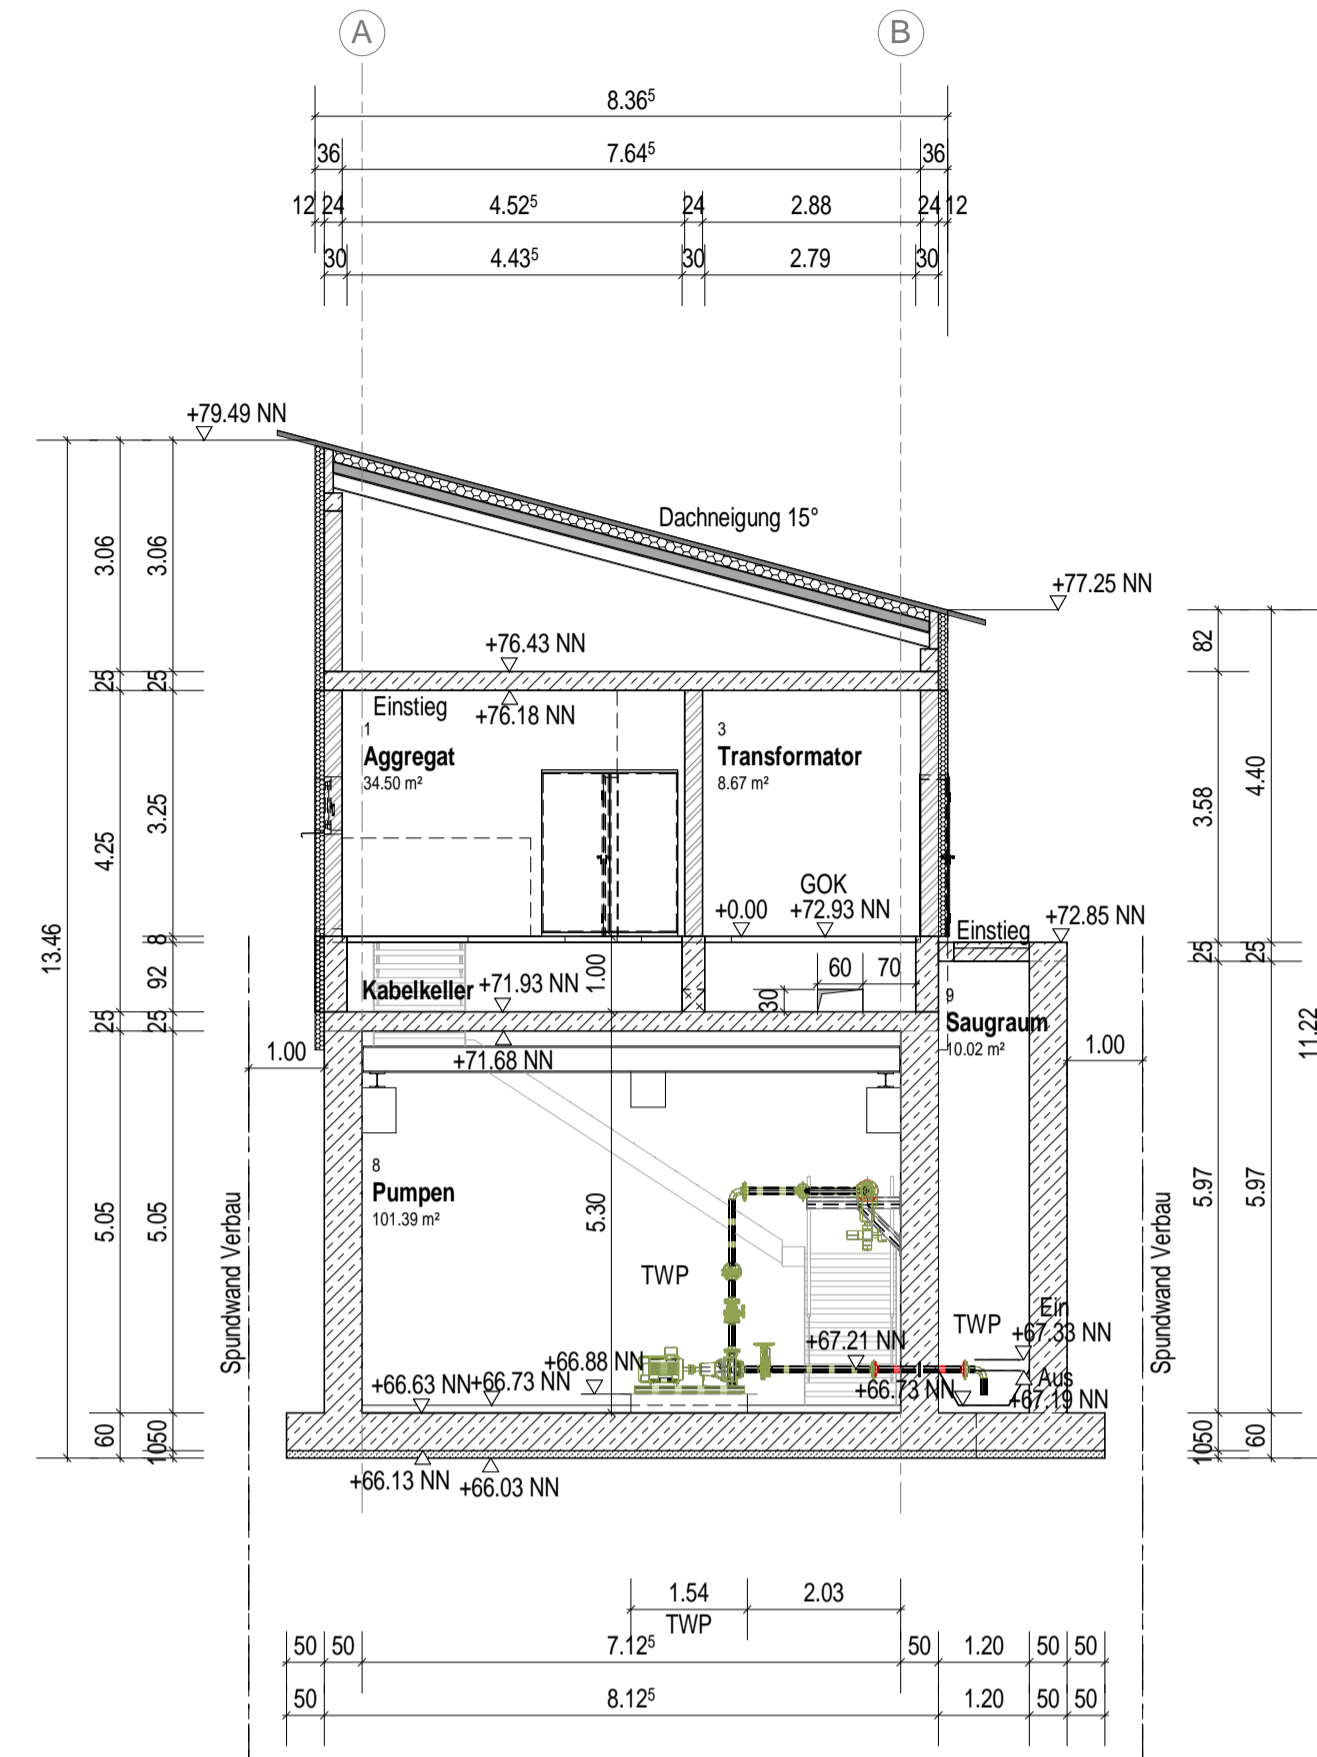 A B
8.36⁵
36 7.64⁵ 36
12 24 4.52⁵ 24 2.88 24 12
30 4.43⁵ 30 2.79 30
+79.49 NN
Dachneigung 15°
+77.25 NN
3.06 3.06
82
+76.43 NN
25 25
Einstieg
+76.18 NN
1
Aggregat
34.50 m²
3
Transformator
8.67 m²
4.25 3.25
3.58 4.40
GOK
+0.00 +72.93 NN
Einstieg
+72.85 NN
13.46
8
92
25 25
60 70
30
1.00
Kabelkeller
+71.93 NN
25 25
9
Saugraum
10.02 m²
11.22
1.00
+71.68 NN
1.00
8
Pumpen
101.39 m²
5.05 5.05
5.30
5.97 5.97
Spundwand Verbau
Spundwand Verbau
TWP
TWP
Ein
+67.33 NN
+67.21 NN
Aus
+67.19 NN
+66.88 NN
+66.63 NN
+66.73 NN
+66.73 NN
60 1050
1050 60
+66.13 NN
+66.03 NN
1.54 2.03
TWP
50 50 7.12⁵ 50 1.20 50 50
50 8.12⁵ 1.20 50 50